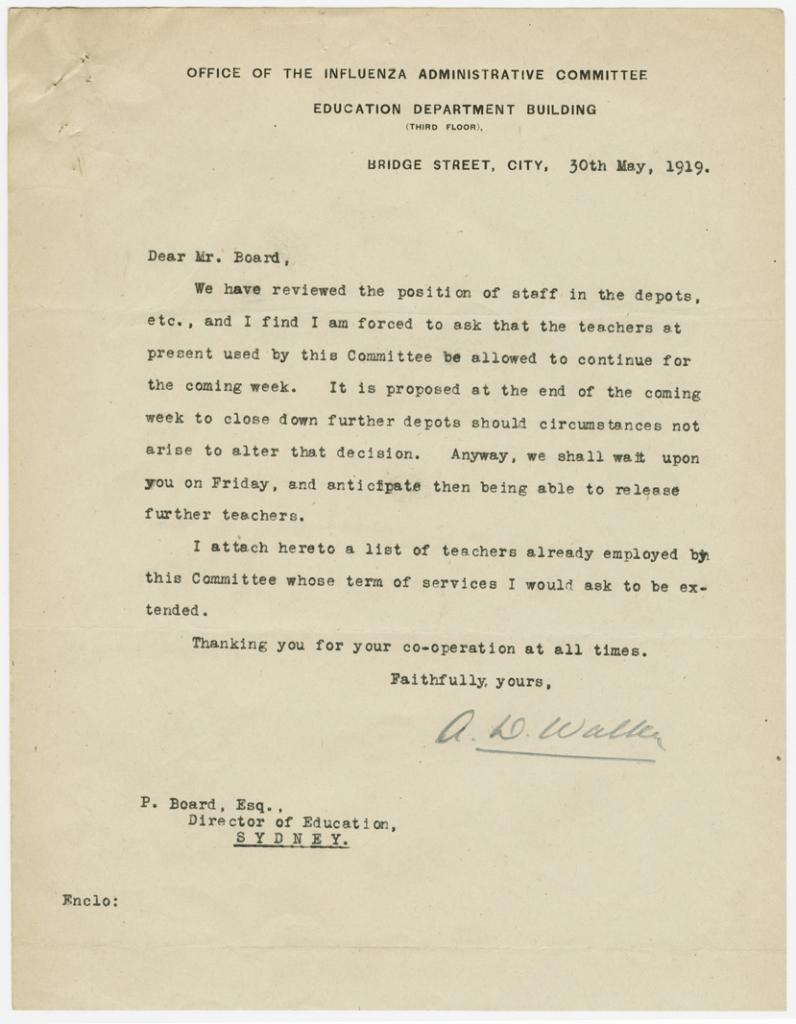 OFFICE OF THE INFLUENZA ADMINISTRATIVE COMMITTEE
EDUCATION DEPARTMENT BUILDING
(THIRD FLOOR),
BRIDGE STREET, CITY, 30th May, 1919.
Dear Mr. Board,
We have reviewed the position of staff in the depots,
etc., and I find I am forced to ask that the teachers at
present used by this Committee be allowed to continue for
the coming week. It is proposed at the end of the coming
week to close down further depots should circumstances not
arise to alter that decision. Anyway, we shall wait upon
you on Friday, and anticipate then being able to release
further teachers.
I attach hereto a list of teachers already employed by
this Committee whose term of services I would ask to be ex-
tended.
Thanking you for your co-operation at all times.
Faithfully, yours,
A. D. Walker
P. Board, Esq.,
Director of Education,
SYDNEY.
Enclo: